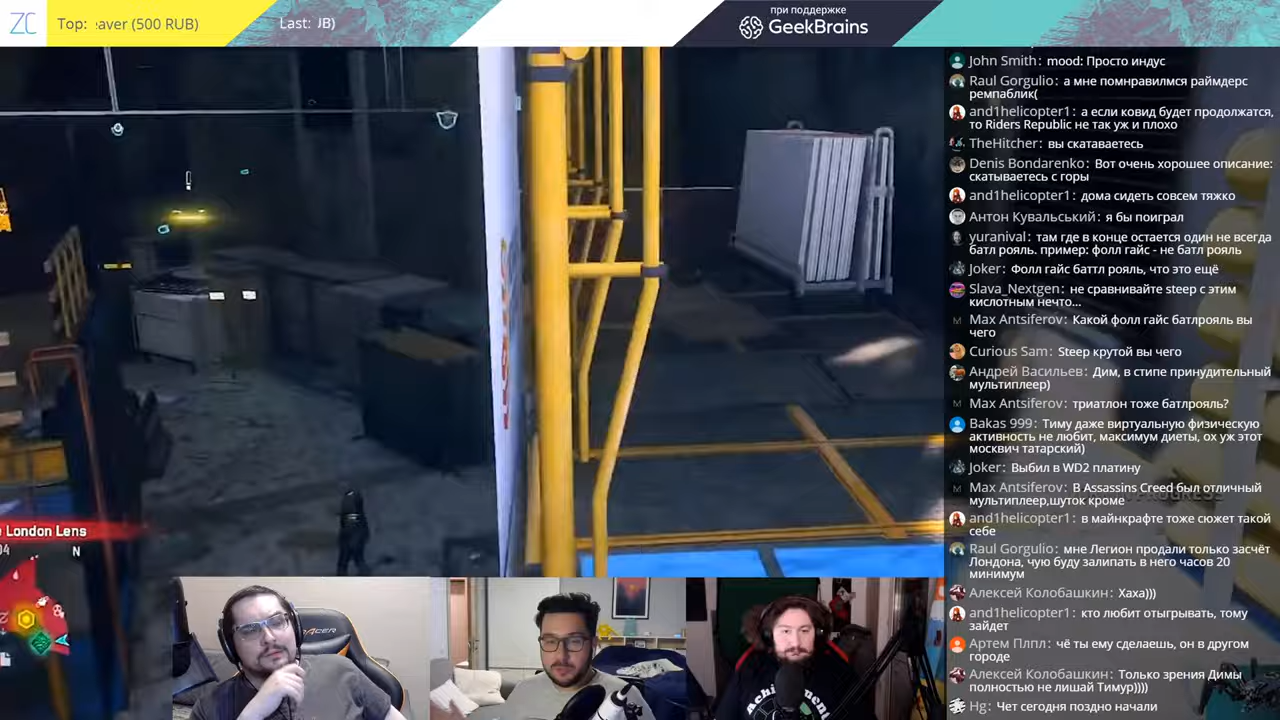 ZC
Top: eaver (500 RUB)
Last: JB)
при поддержке
GeekBrains
John Smith: mood: Просто индус
Raul Gorgulio: а мне помнравилмся раймдерс
ремпаблик(
and1helicopter1: а если ковид будет продолжатся,
то Riders Republic не так уж и плохо
TheHitcher: вы скатаваетесь
Denis Bondarenko: Вот очень хорошее описание:
скатываетесь с горы
and1helicopter1: дома сидеть совсем тяжко
Антон Кувальський: я бы поиграл
yuranival: там где в конце остается один не всегда
батл рояль. пример: фолл гайс - не батл рояль
Joker: Фолл гайс баттл рояль, что это ещё
Slava_Nextgen: не сравнивайте steep с этим
кислотным нечто...
Max Antsiferov: Какой фолл гайс батлрояль вы
чего
Curious Sam: Steep крутой вы чего
Андрей Васильев: Дим, в стипе принудительный
мультиплеер)
Max Antsiferov: триатлон тоже батлрояль?
Bakas 999: Тиму даже виртуальную физическую
активность не любит, максимум диеты, ох уж этот
москвич татарский)
Joker: Выбил в WD2 платину
Max Antsiferov: В Assassins Creed был отличный
мультиплеер,шуток кроме
and1helicopter1: в майнкрафте тоже сюжет такой
себе
Raul Gorgulio: мне Легион продали только засчёт
Лондона, чую буду залипать в него часов 20
минимум
Алексей Колобашкин: Хаха)))
and1helicopter1: кто любит отыгрывать, тому
зайдет
Артем Плпл: чё ты ему сделаешь, он в другом
городе
Алексей Колобашкин: Только зрения Димы
полностью не лишай Тимур))))
Hg: Чет сегодня поздно начали
London Lens
04
N
ACER